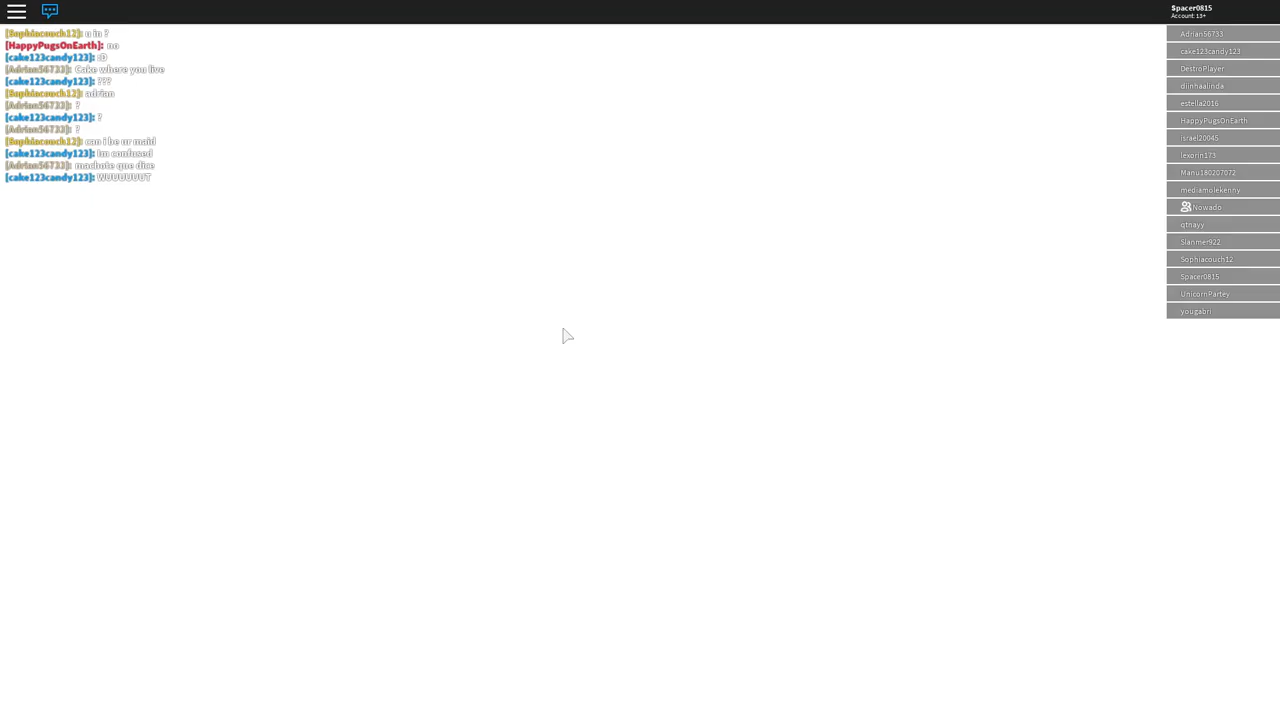 Spacer0815
Account: 13+
[Sophiacouch12]: u in ?
[HappyPugsOnEarth]: no
[cake123candy123]: :D
[Adrian56733]: Cake where you live
[cake123candy123]: ???
[Sophiacouch12]: adrian
[Adrian56733]: ?
[cake123candy123]: ?
[Adrian56733]: ?
[Sophiacouch12]: can i be ur maid
[cake123candy123]: Im confused
[Adrian56733]: machote que dice
[cake123candy123]: WUUUUUUT
Adrian56733
cake123candy123
DestroPlayer
diinhaalinda
estella2016
HappyPugsOnEarth
israel20045
lexorin173
Manu180207072
mediamolekenny
Nowado
qtnayy
Slanmer922
Sophiacouch12
Spacer0815
UnicornPartey
yougabri